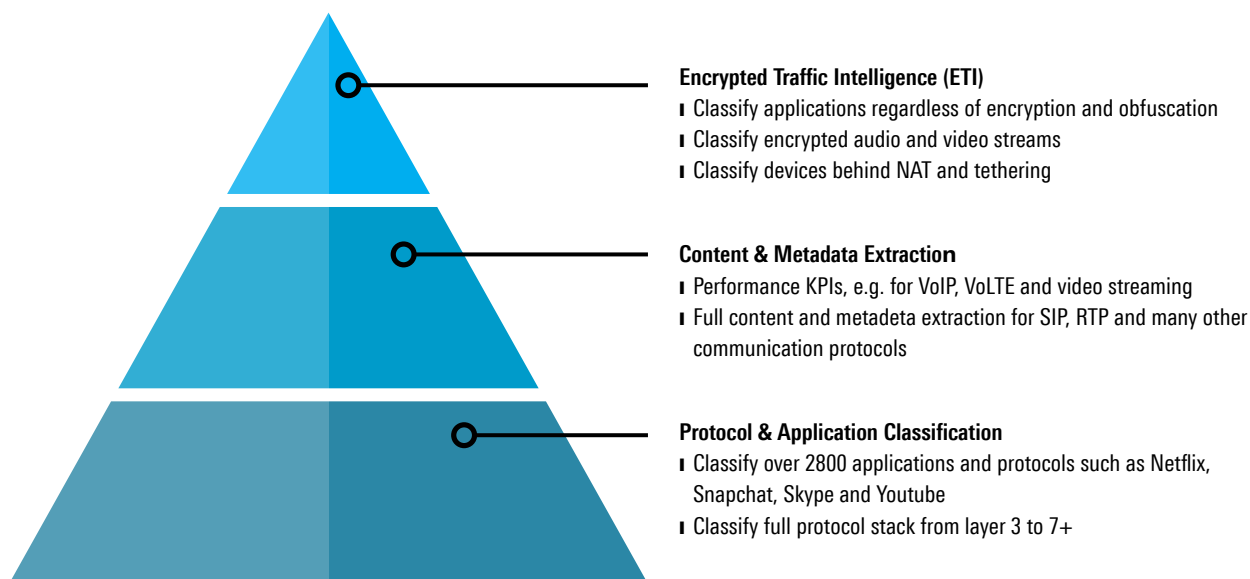 Encrypted Traffic Intelligence (ETI)
Classify applications regardless of encryption and obfuscation
Classify encrypted audio and video streams
Classify devices behind NAT and tethering
Content & Metadata Extraction
Performance KPIs, e.g. for VoIP, VoLTE and video streaming
Full content and metadeta extraction for SIP, RTP and many other
communication protocols
Protocol & Application Classification
Classify over 2800 applications and protocols such as Netflix,
Snapchat, Skype and Youtube
Classify full protocol stack from layer 3 to 7+